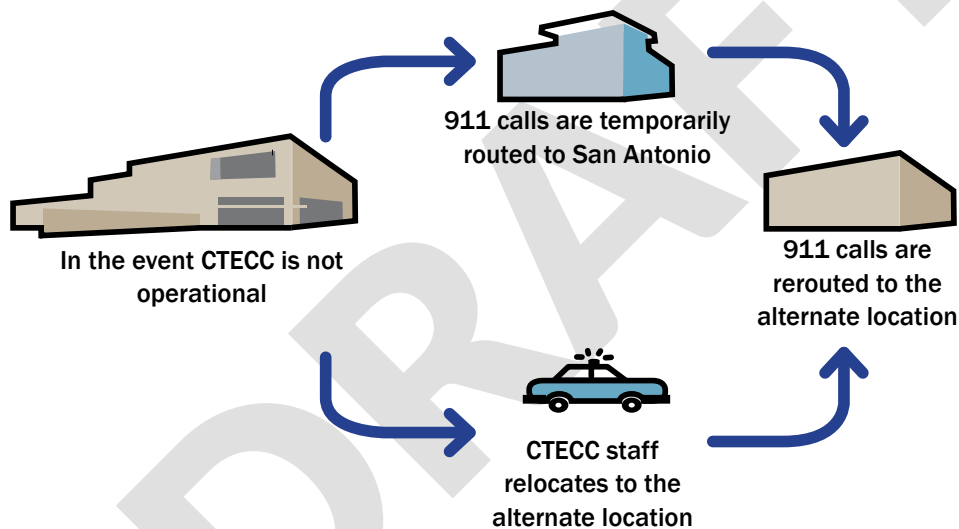 911 calls are temporarily
routed to San Antonio
In the event CTECC is not
operational
911 calls are
rerouted to the
alternate location
CTECC staff
relocates to the
alternate location
DRAFT